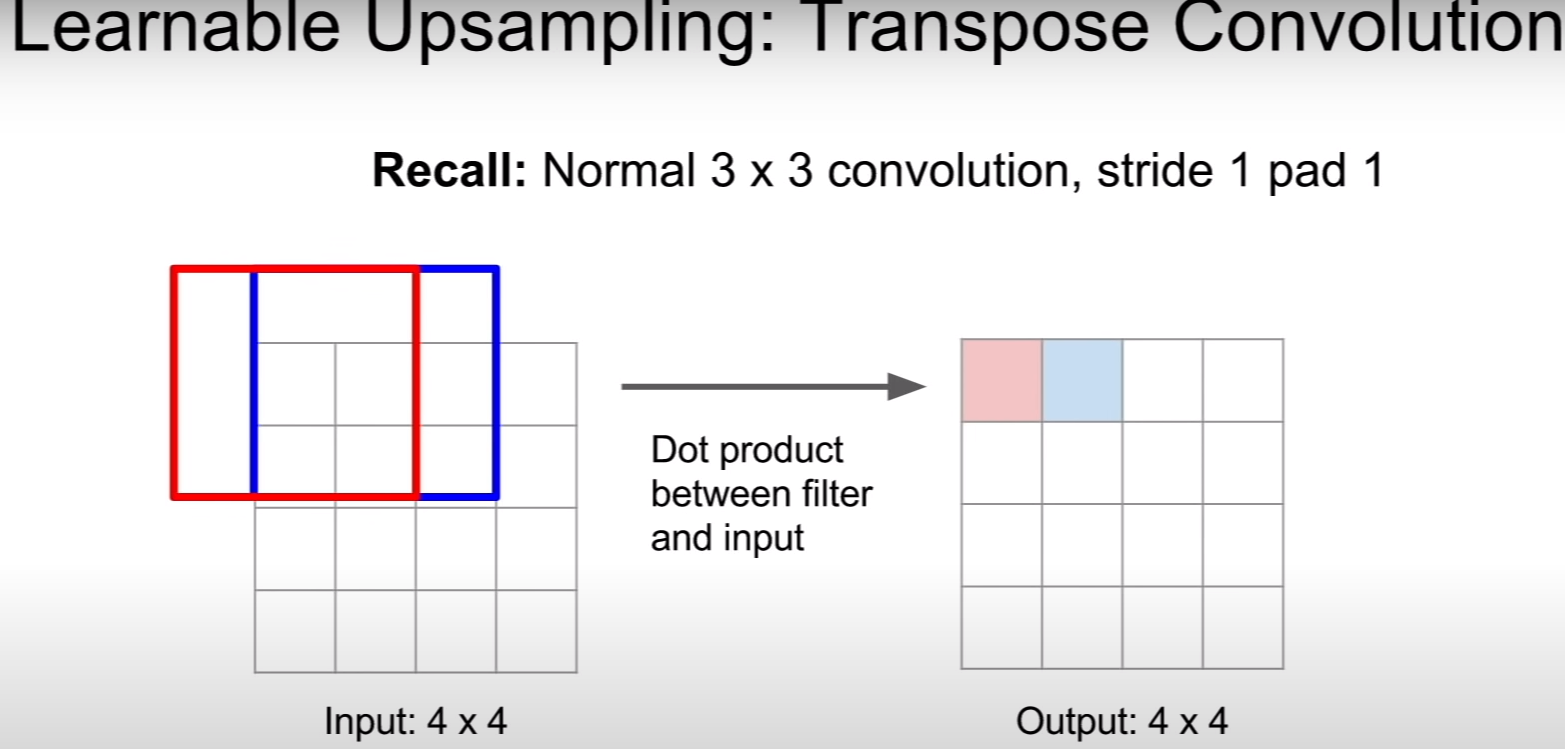 Learnable Upsampling: Transpose Convolution
Recall: Normal 3 x 3 convolution, stride 1 pad 1
Dot product
between filter
and input
Input: 4 x 4
Output: 4 x 4